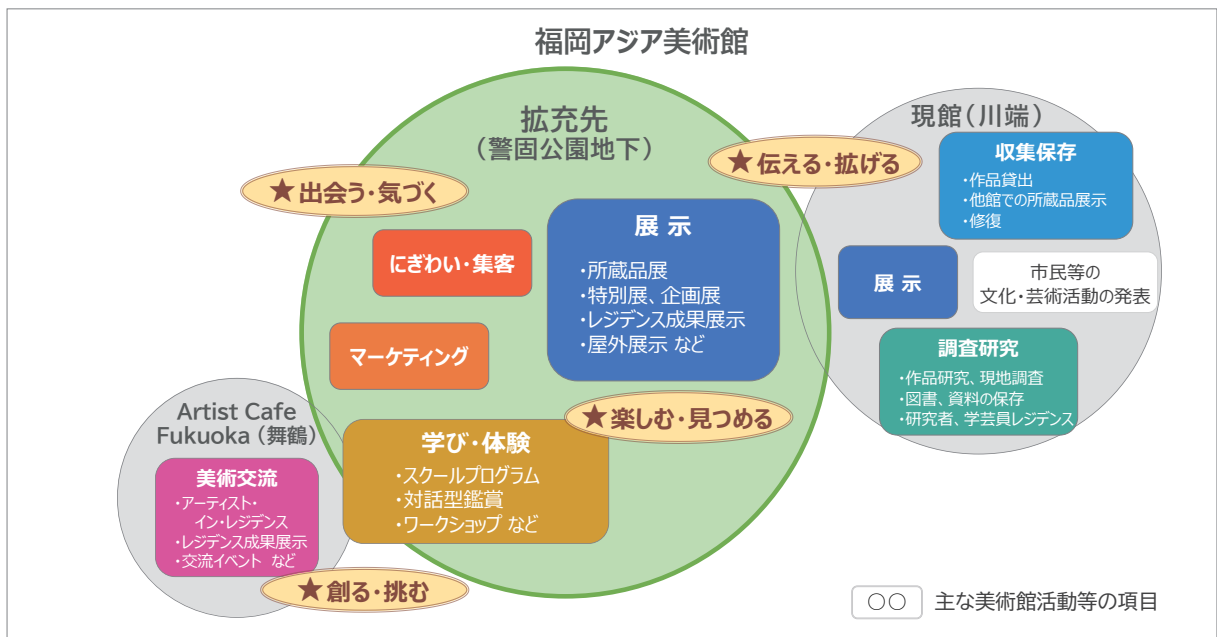 福岡アジア美術館
拡充先
（警固公園地下）
★出会う・気づく
にぎわい・集客
マーケティング
展 示
・所蔵品展
・特別展、企画展
・レジデンス成果展示
・屋外展示 など
★楽しむ・見つめる
学び・体験
・スクールプログラム
・対話型鑑賞
・ワークショップ など
★伝える・拡げる
現館（川端）
収集保存
・作品貸出
・他館での所蔵品展示
・修復
展 示
市民等の
文化・芸術活動の発表
調査研究
・作品研究、現地調査
・図書、資料の保存
・研究者、学芸員レジデンス
Artist Cafe
Fukuoka（舞鶴）
美術交流
・アーティスト・
イン・レジデンス
・レジデンス成果展示
・交流イベント など
★創る・挑む
○○ 主な美術館活動等の項目